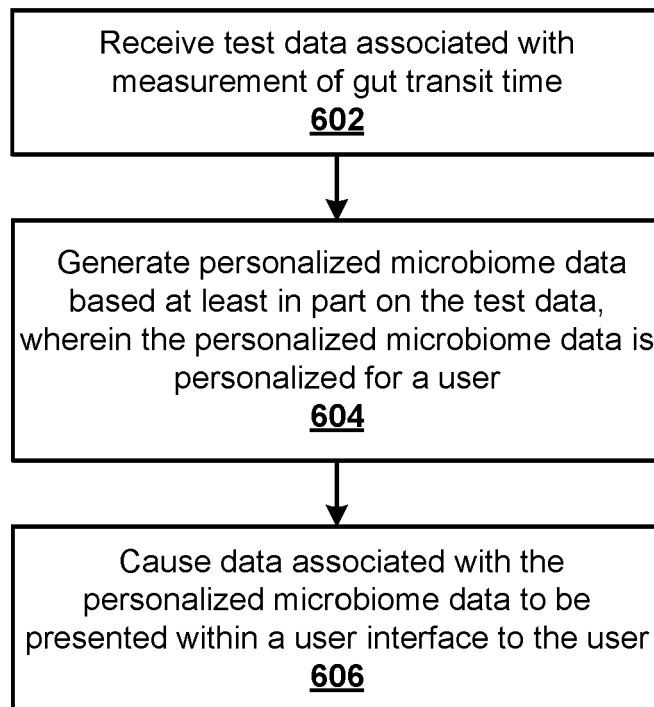 Receive test data associated with
measurement of gut transit time
602
Generate personalized microbiome data
based at least in part on the test data,
wherein the personalized microbiome data is
personalized for a user
604
Cause data associated with the
personalized microbiome data to be
presented within a user interface to the user
606